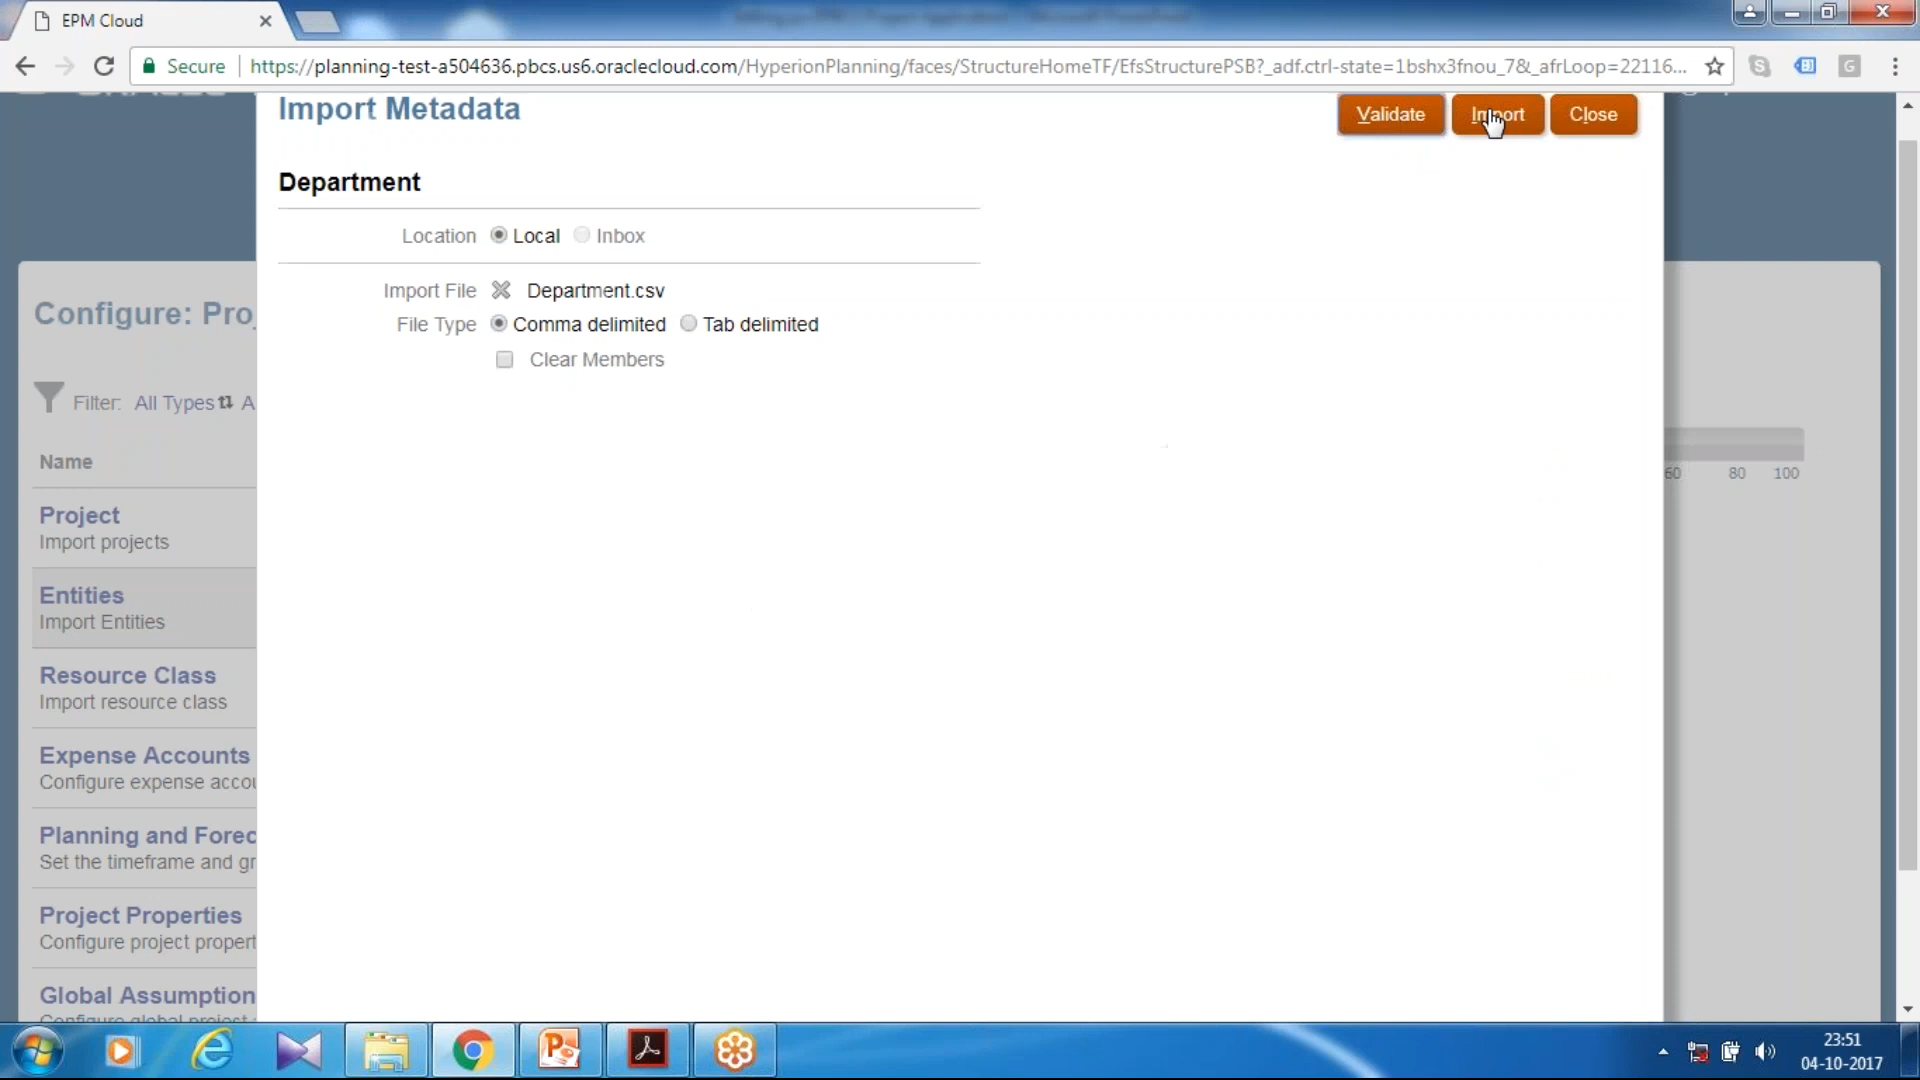 EPM Cloud
Secure
https://planning-test-a504636.pbcs.us6.oraclecloud.com/HyperionPlanning/faces/StructureHomeTF/EfsStructurePSB?_adf.ctrl-state=1bshx3fnou_7&_afrLoop=22116...
Import Metadata
Validate
Import
Close
Department
Location
Local
Inbox
Import File
Department.csv
File Type
Comma delimited
Tab delimited
Clear Members
Configure: Pro
Filter: All Types A
Name
60 80 100
Project
Import projects
Entities
Import Entities
Resource Class
Import resource class
Expense Accounts
Configure expense accou
Planning and Forec
Set the timeframe and gr
Project Properties
Configure project propert
Global Assumption
Configure global project
23:51
04-10-2017